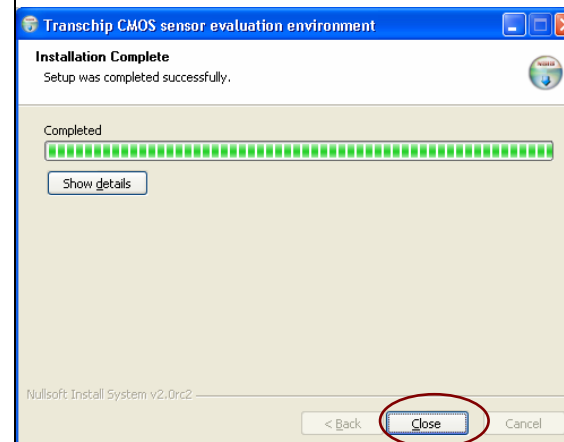 Transchip CMOS sensor evaluation environment
Installation Complete
Setup was completed successfully.
Completed
Show details
Nullsoft Install System v2.0rc2
< Back Close Cancel